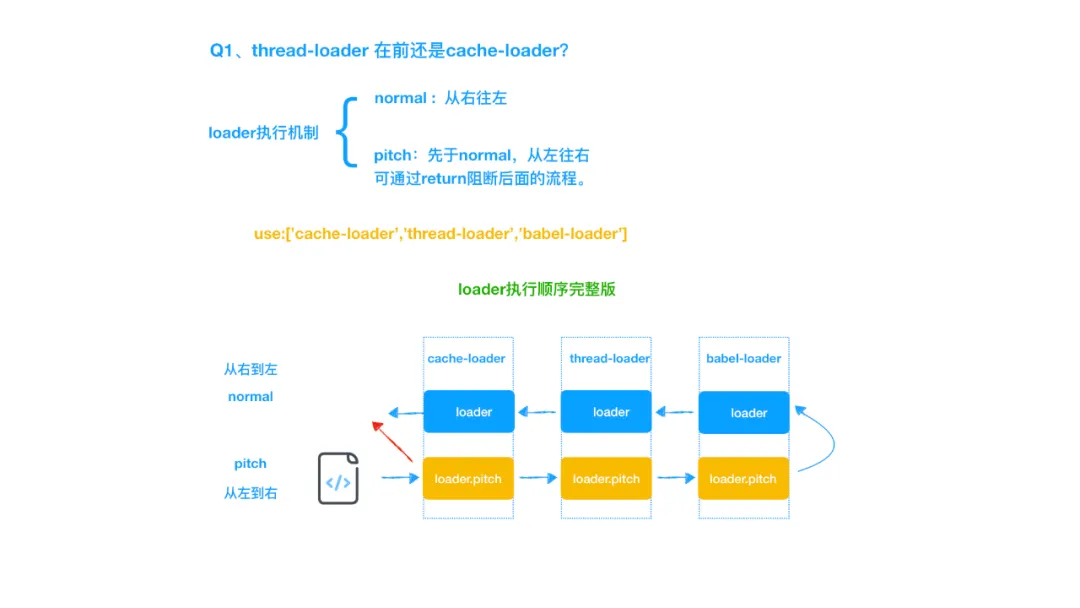 Q1、thread-loader 在前还是cache-loader？
normal : 从右往左
loader执行机制
pitch：先于normal，从左往右
可通过return阻断后面的流程。
use:['cache-loader','thread-loader','babel-loader']
loader执行顺序完整版
cache-loader
thread-loader
babel-loader
从右到左
normal
loader
loader
loader
pitch
从左到右
</>
loader.pitch
loader.pitch
loader.pitch